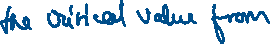 the critical value from